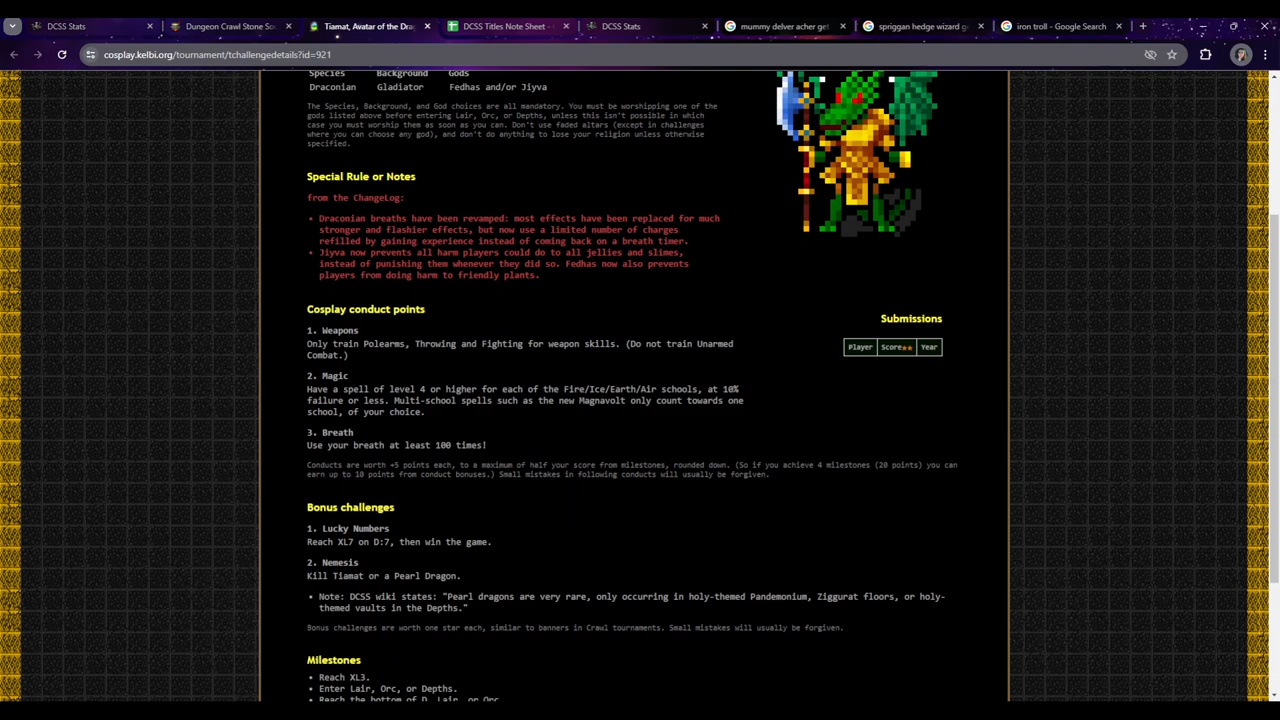 DCSS Stats
Dungeon Crawl Stone Sou
Tiamat, Avatar of the Dra
DCSS Titles Note Sheet -
DCSS Stats
mummy delver acher get
spriggan hedge wizard g
iron troll - Google Search
cosplay.kelbi.org/tournament/tchallengedetails?id=921
Species Background Gods
Draconian Gladiator Fedhas and/or Jiyva
The Species, Background, and God choices are all mandatory. You must be worshipping one of the
gods listed above before entering Lair, Orc, or Depths, unless this isn't possible in which
case you must worship them as soon as you can. Don't use faded altars (except in challenges
where you can choose any god), and don't do anything to lose your religion unless otherwise
specified.
Special Rule or Notes
from the ChangeLog:
• Draconian breaths have been revamped: most effects have been replaced for much
stronger and flashier effects, but now use a limited number of charges
refilled by gaining experience instead of coming back on a breath timer.
• Jiyva now prevents all harm players could do to all jellies and slimes,
instead of punishing them whenever they did so. Fedhas now also prevents
players from doing harm to friendly plants.
Cosplay conduct points
1. Weapons
Only train Polearms, Throwing and Fighting for weapon skills. (Do not train Unarmed
Combat.)
2. Magic
Have a spell of level 4 or higher for each of the Fire/Ice/Earth/Air schools, at 10%
failure or less. Multi-school spells such as the new Magnavolt only count towards one
school, of your choice.
3. Breath
Use your breath at least 100 times!
Conducts are worth +5 points each, to a maximum of half your score from milestones, rounded down. (So if you achieve 4 milestones (20 points) you can
earn up to 10 points from conduct bonuses.) Small mistakes in following conducts will usually be forgiven.
Submissions
Player Score★★ Year
Bonus challenges
1. Lucky Numbers
Reach XL7 on D:7, then win the game.
2. Nemesis
Kill Tiamat or a Pearl Dragon.
• Note: DCSS wiki states: "Pearl dragons are very rare, only occurring in holy-themed Pandemonium, Ziggurat floors, or holy-
themed vaults in the Depths."
Bonus challenges are worth one star each, similar to banners in Crawl tournaments. Small mistakes will usually be forgiven.
Milestones
• Reach XL3.
• Enter Lair, Orc, or Depths.
• Reach the bottom of D, Lair, or Orc.